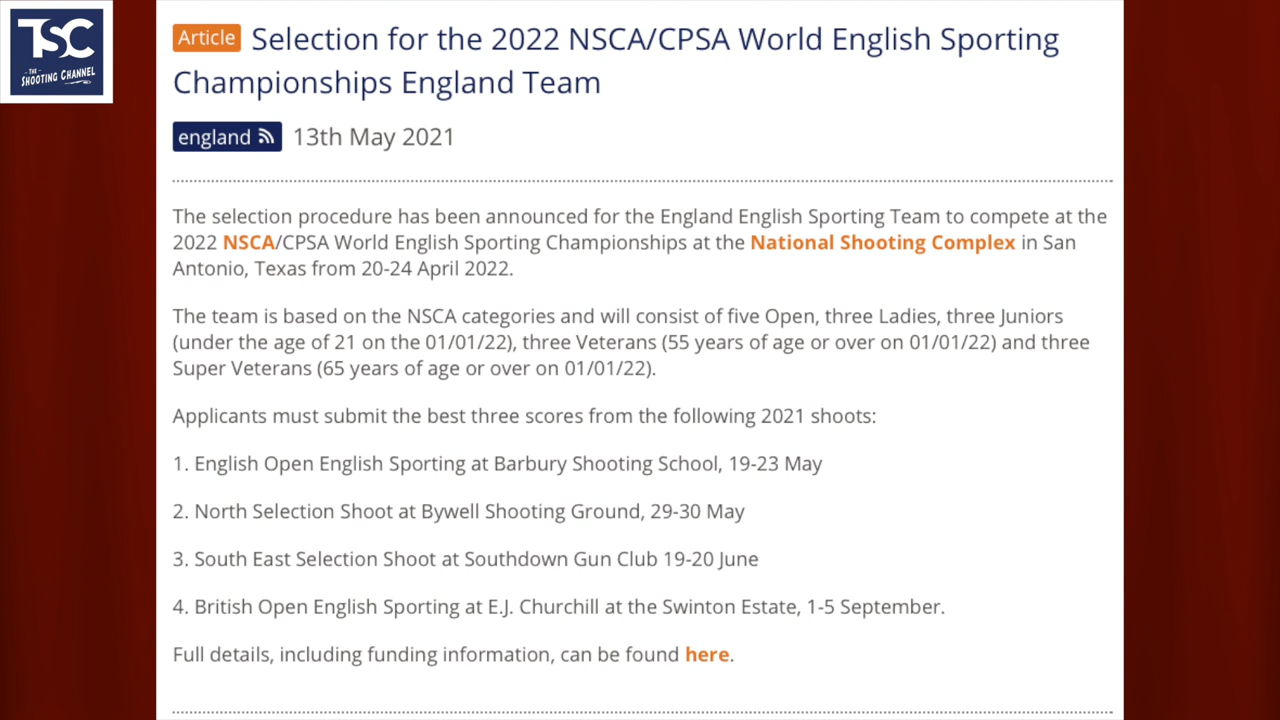 TSC
- THE -
SHOOTING CHANNEL
Article Selection for the 2022 NSCA/CPSA World English Sporting
Championships England Team
england 13th May 2021
The selection procedure has been announced for the England English Sporting Team to compete at the
2022 NSCA/CPSA World English Sporting Championships at the National Shooting Complex in San
Antonio, Texas from 20-24 April 2022.
The team is based on the NSCA categories and will consist of five Open, three Ladies, three Juniors
(under the age of 21 on the 01/01/22), three Veterans (55 years of age or over on 01/01/22) and three
Super Veterans (65 years of age or over on 01/01/22).
Applicants must submit the best three scores from the following 2021 shoots:
1. English Open English Sporting at Barbury Shooting School, 19-23 May
2. North Selection Shoot at Bywell Shooting Ground, 29-30 May
3. South East Selection Shoot at Southdown Gun Club 19-20 June
4. British Open English Sporting at E.J. Churchill at the Swinton Estate, 1-5 September.
Full details, including funding information, can be found here.